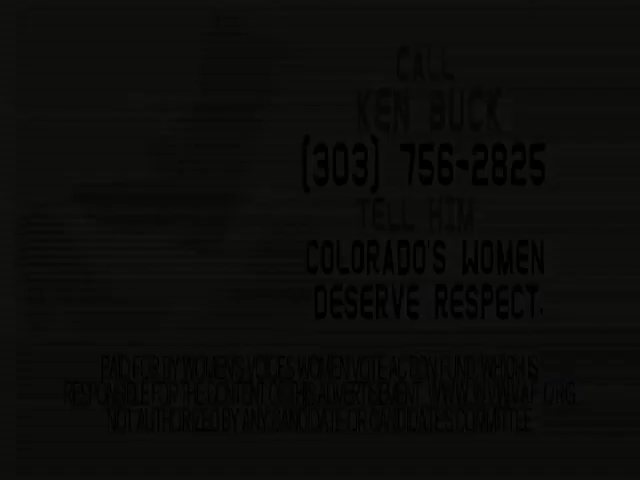 CALL
KEN BUCK
(303) 756-2825
TELL HIM
COLORADO'S WOMEN
DESERVE RESPECT.
PAID FOR BY WOMEN'S VOICES WOMEN VOTE ACTION FUND, WHICH IS
RESPONSIBLE FOR THE CONTENT OF THIS ADVERTISEMENT.
NOT AUTHORIZED BY ANY CANDIDATE OR CANDIDATE'S COMMITTEE